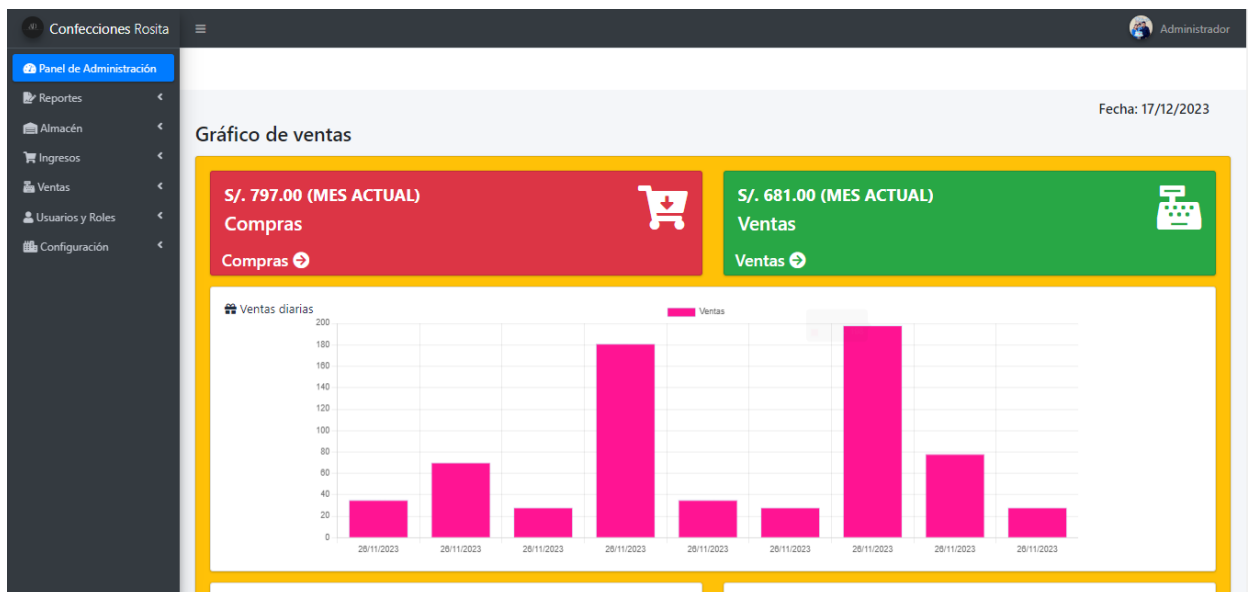 Confecciones Rosita
Administrador
Panel de Administración
Reportes
Almacén
Ingresos
Ventas
Usuarios y Roles
Configuración
Fecha: 17/12/2023
Gráfico de ventas
S/. 797.00 (MES ACTUAL)
Compras
Compras
S/. 681.00 (MES ACTUAL)
Ventas
Ventas
Ventas diarias
Ventas
200
180
160
140
120
100
80
60
40
20
0
26/11/2023 26/11/2023 26/11/2023 26/11/2023 26/11/2023 26/11/2023 26/11/2023 26/11/2023 26/11/2023